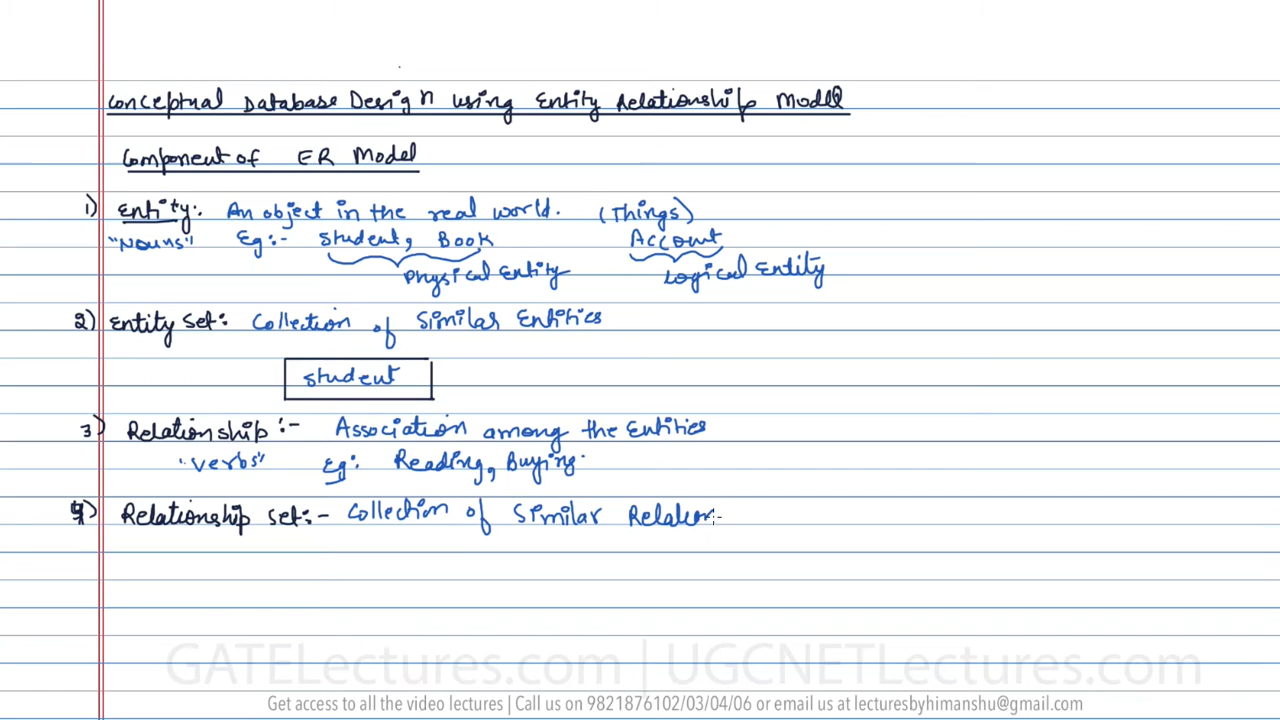 Conceptual Database Design using Entity Relationship Model
Component of ER Model
1) Entity:- An object in the real world. (Things)
"Nouns" Eg:- Student, Book Account
Physical Entity Logical Entity
2) Entity Set: Collection of Similar Entities
Student
3) Relationship:- Association among the Entities
"verbs" Eg: Reading, Buying.
4) Relationship set:- Collection of Similar Relation
GATELectures.com | UGCNETLectures.com
Get access to all the video lectures | Call us on 9821876102/03/04/06 or email us at lecturesbyhimanshu@gmail.com